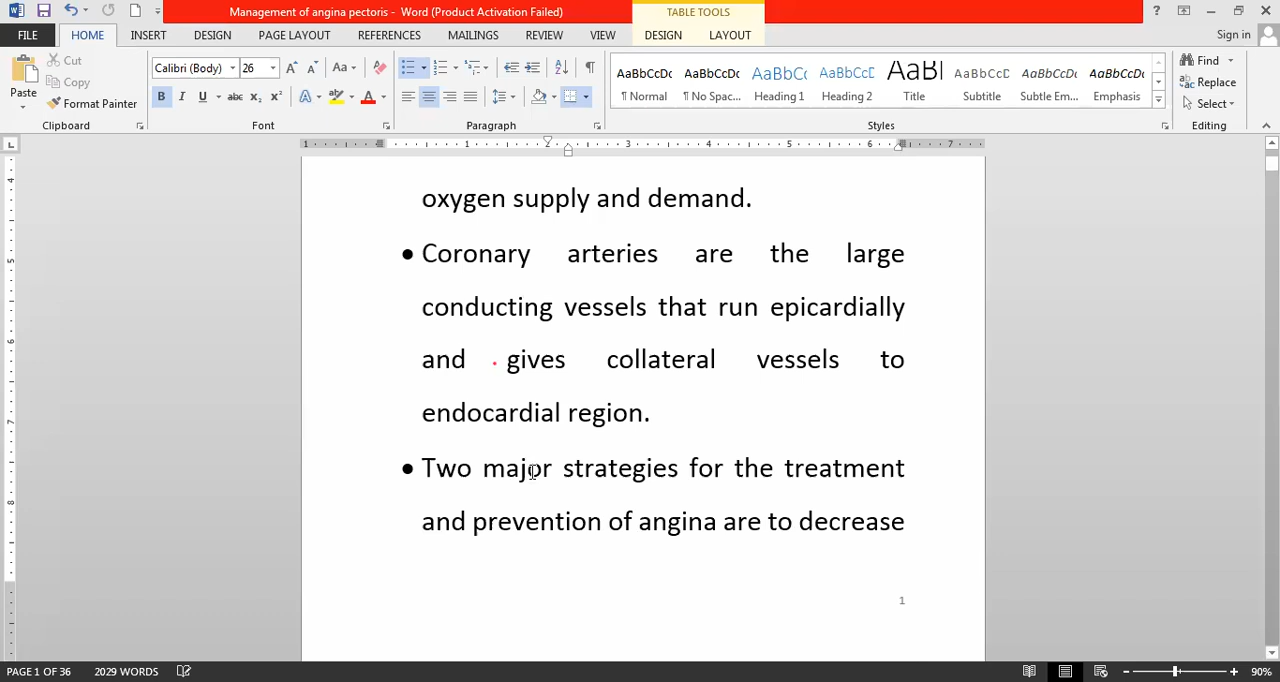 Management of angina pectoris - Word (Product Activation Failed)
TABLE TOOLS
?
FILE HOME INSERT DESIGN PAGE LAYOUT REFERENCES MAILINGS REVIEW VIEW DESIGN LAYOUT Sign in
Paste
Cut
Copy
Format Painter
Clipboard
Calibri (Body) 26
Font
Paragraph
AaBbCcDc AaBbCcDc AaBbCc AaBbCcD AaBl AaBbCcD AaBbCcDc AaBbCcDc
¶ Normal ¶ No Spac... Heading 1 Heading 2 Title Subtitle Subtle Em... Emphasis
Styles
Find
Replace
Select
Editing
oxygen supply and demand.
• Coronary arteries are the large
conducting vessels that run epicardially
and gives collateral vessels to
endocardial region.
• Two major strategies for the treatment
and prevention of angina are to decrease
1
PAGE 1 OF 36 2029 WORDS 90%